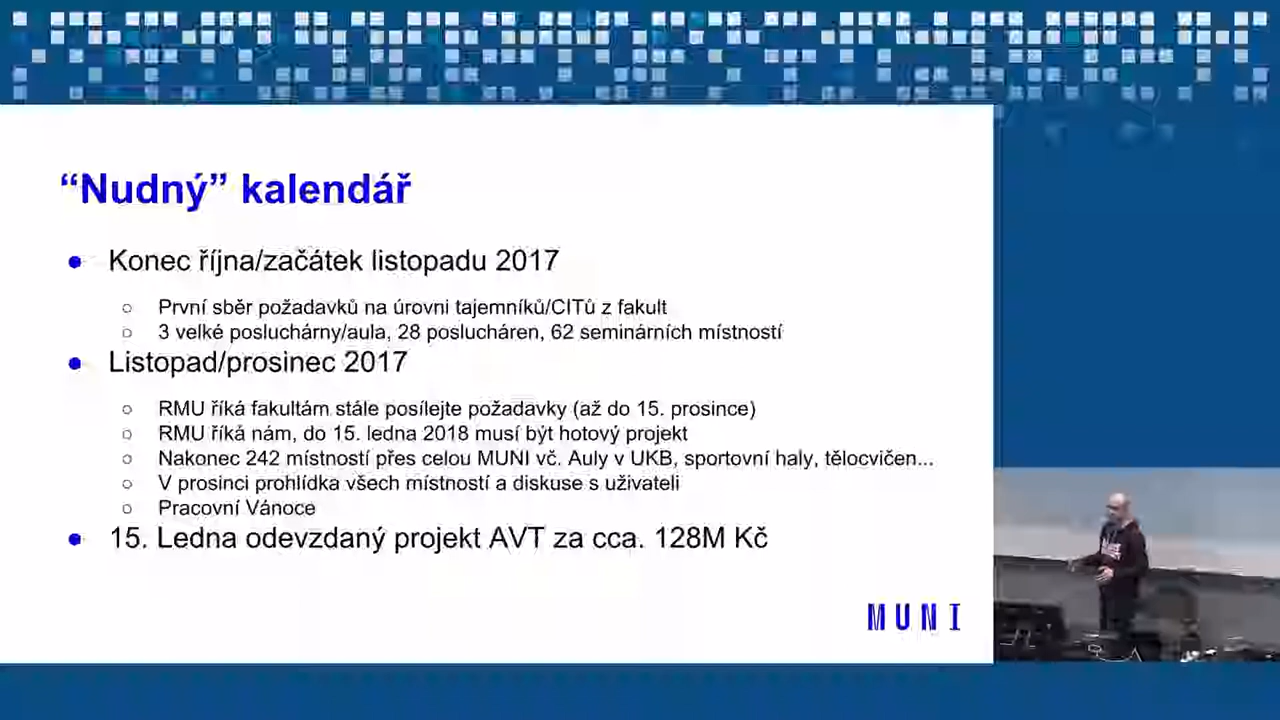 “Nudný” kalendář
● Konec října/začátek listopadu 2017
○ První sběr požadavků na úrovni tajemníků/CITů z fakult
○ 3 velké posluchárny/aula, 28 poslucháren, 62 seminárních místností
● Listopad/prosinec 2017
○ RMU říká fakultám stále posílejte požadavky (až do 15. prosince)
○ RMU říká nám, do 15. ledna 2018 musí být hotový projekt
○ Nakonec 242 místností přes celou MUNI vč. Auly v UKB, sportovní haly, tělocvičen...
○ V prosinci prohlídka všech místností a diskuse s uživateli
○ Pracovní Vánoce
● 15. Ledna odevzdaný projekt AVT za cca. 128M Kč
MUNI